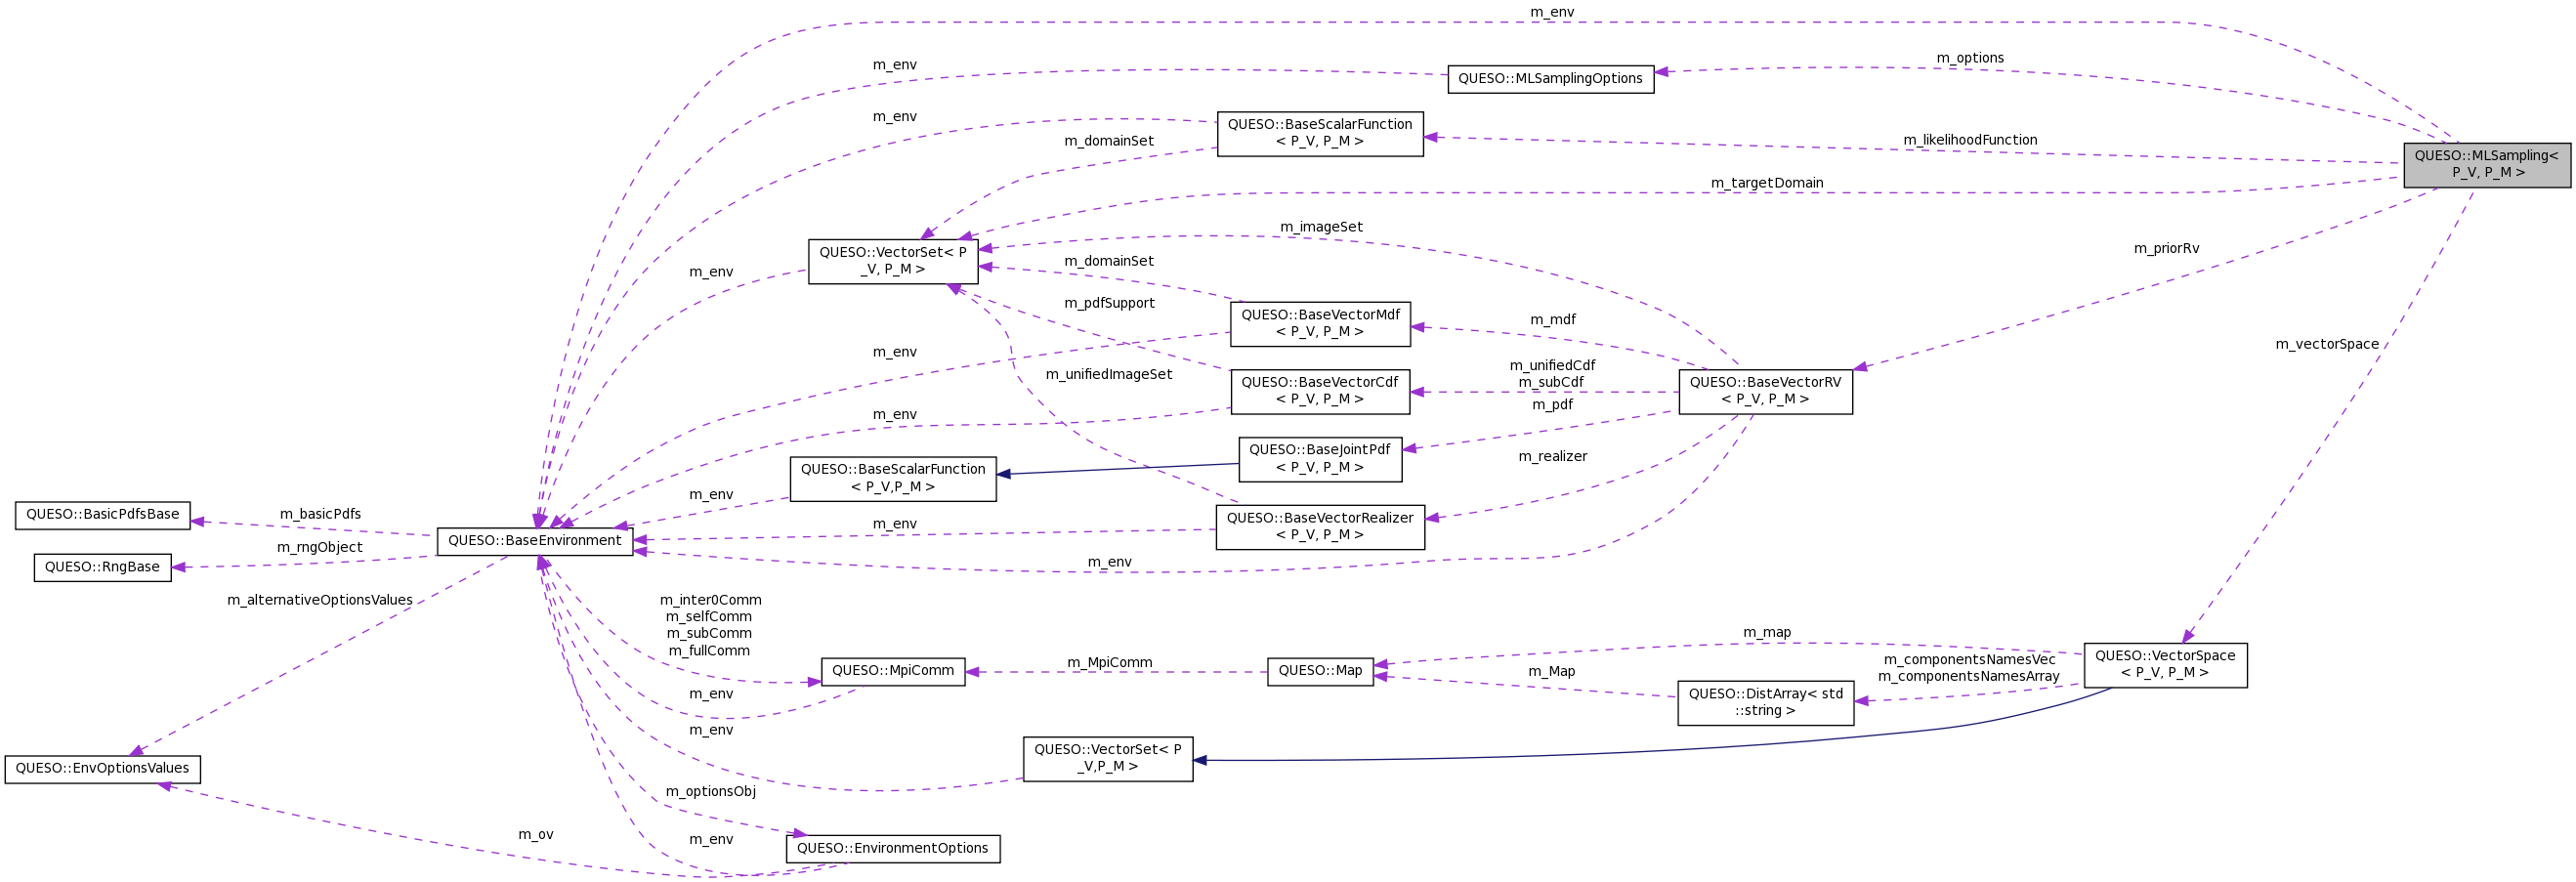 m_env
m_env
m_options
QUESO::MLSamplingOptions
m_env
QUESO::BaseScalarFunction
< P_V, P_M >
m_domainSet
m_likelihoodFunction
QUESO::MLSampling<
P_V, P_M >
m_targetDomain
m_imageSet
m_priorRv
QUESO::VectorSet< P
_V, P_M >
m_env
m_domainSet
m_pdfSupport
QUESO::BaseVectorMdf
< P_V, P_M >
m_mdf
m_env
m_vectorSpace
m_unifiedImageSet
QUESO::BaseVectorCdf
< P_V, P_M >
m_unifiedCdf
m_subCdf
QUESO::BaseVectorRV
< P_V, P_M >
m_env
m_pdf
QUESO::BaseJointPdf
< P_V, P_M >
QUESO::BaseScalarFunction
< P_V,P_M >
m_realizer
m_env
QUESO::BasicPdfsBase
m_basicPdfs
QUESO::BaseEnvironment
m_env
QUESO::BaseVectorRealizer
< P_V, P_M >
m_rngObject
QUESO::RngBase
m_env
m_alternativeOptionsValues
m_inter0Comm
m_selfComm
m_subComm
m_fullComm
QUESO::MpiComm
m_MpiComm
QUESO::Map
m_map
m_Map
m_componentsNamesVec
m_componentsNamesArray
QUESO::VectorSpace
< P_V, P_M >
QUESO::DistArray< std
::string >
m_env
m_env
QUESO::VectorSet< P
_V,P_M >
QUESO::EnvOptionsValues
m_optionsObj
m_ov
m_env
QUESO::EnvironmentOptions